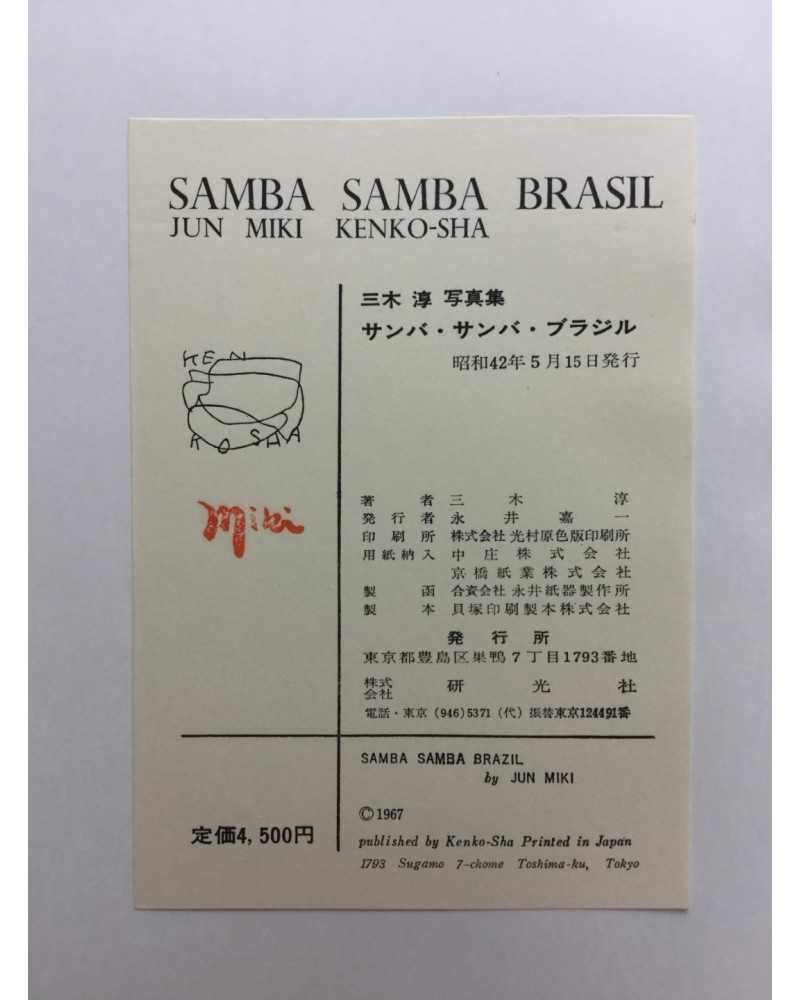 SAMBA SAMBA BRASIL
JUN MIKI KENKO-SHA
三木 淳 写真集
サンバ・サンバ・ブラジル
昭和42年5月15日発行
KEN
KO SHA
miki
著者 三木淳
発行者 永井嘉一
印刷所 株式会社 光村原色版印刷所
用紙納入 中庄株式会社
京橋紙業株式会社
製函 合資会社 永井紙器製作所
製本 貝塚印刷製本株式会社
発行所
東京都豊島区巣鴨7丁目1793番地
株式会社 研光社
電話・東京 (946) 5371 (代) 振替東京124491番
SAMBA SAMBA BRAZIL
by JUN MIKI
定価4,500円
©1967
published by Kenko-Sha Printed in Japan
1793 Sugamo 7-chome Toshima-ku, Tokyo